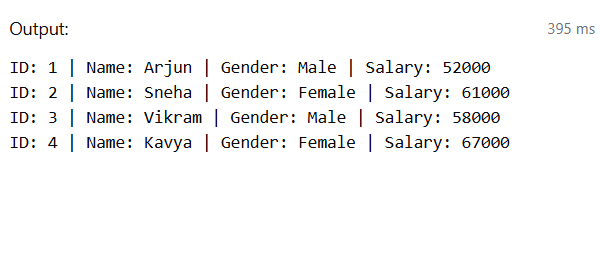 Output:
395 ms
ID: 1 | Name: Arjun | Gender: Male | Salary: 52000
ID: 2 | Name: Sneha | Gender: Female | Salary: 61000
ID: 3 | Name: Vikram | Gender: Male | Salary: 58000
ID: 4 | Name: Kavya | Gender: Female | Salary: 67000